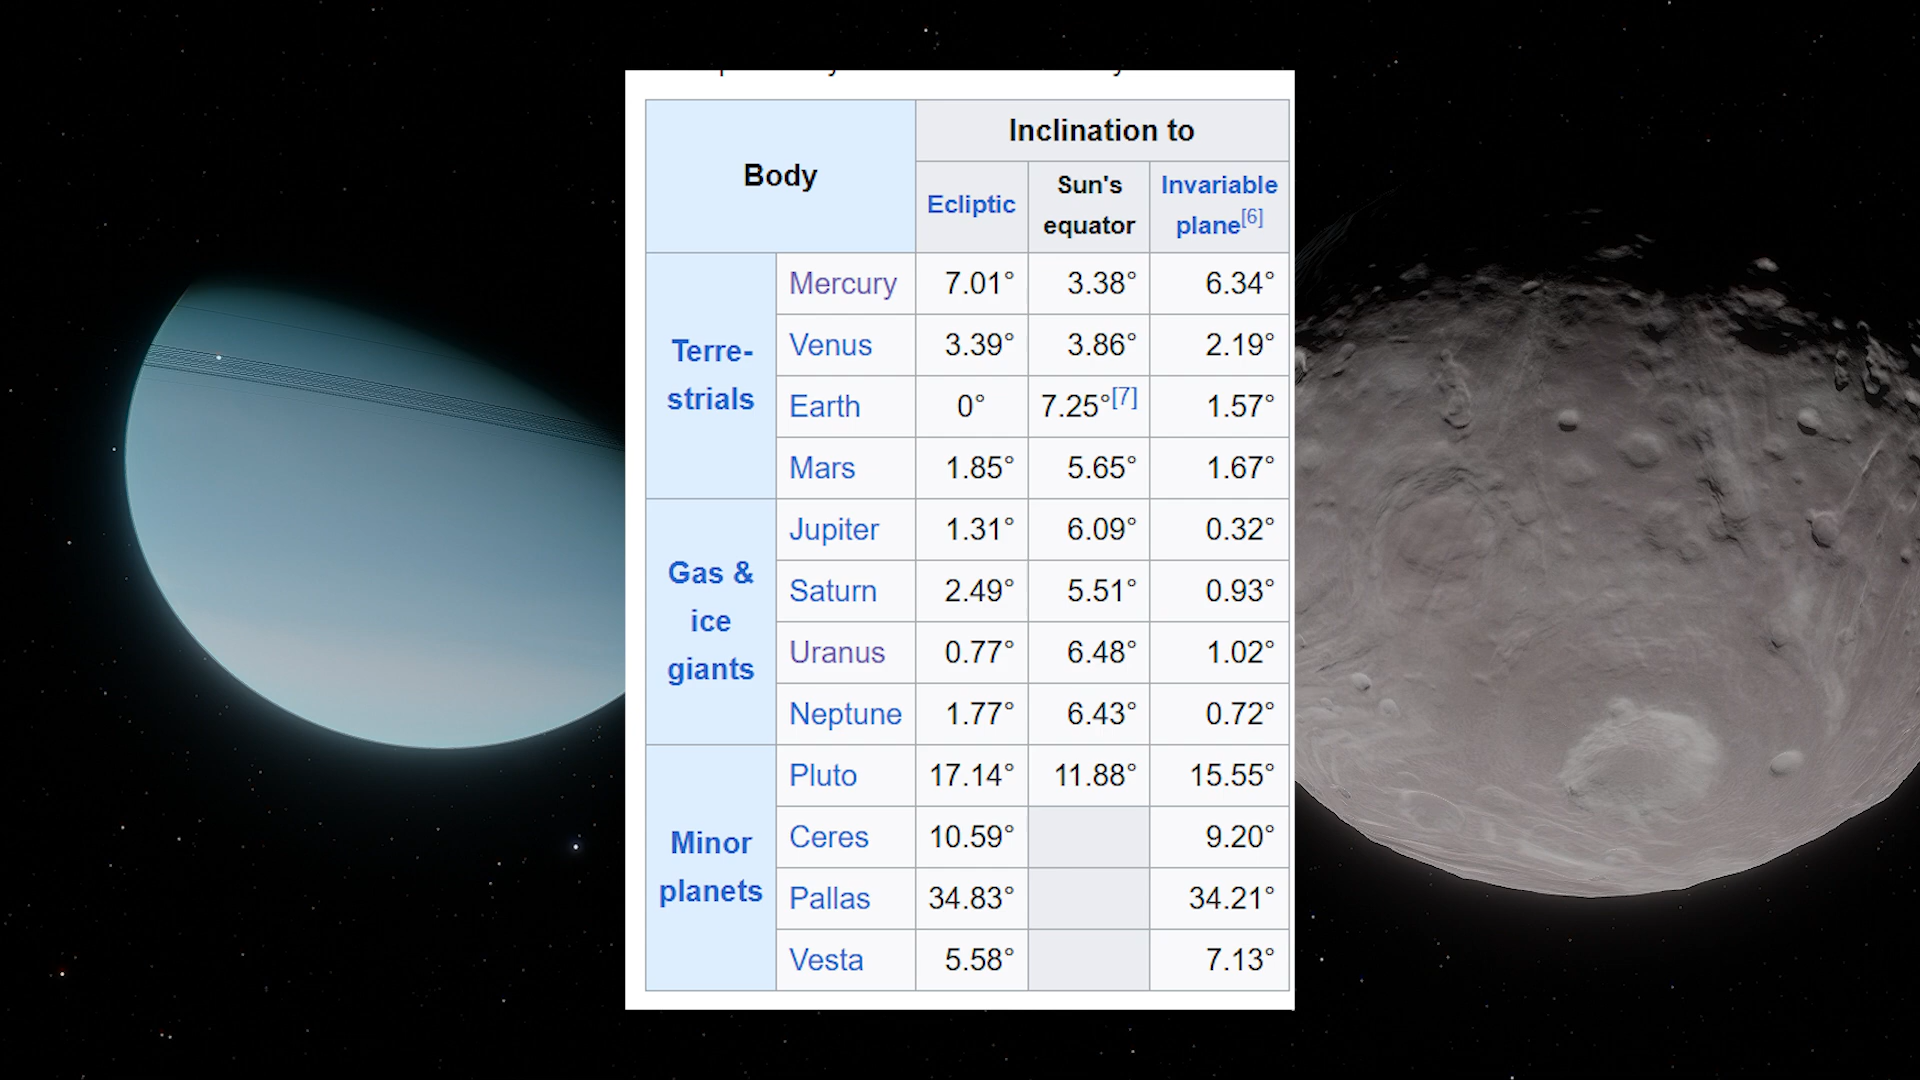 Body
Inclination to
Ecliptic
Sun's
equator
Invariable
plane[6]
Terre-
strials
Mercury 7.01° 3.38° 6.34°
Venus 3.39° 3.86° 2.19°
Earth 0° 7.25°[7] 1.57°
Mars 1.85° 5.65° 1.67°
Gas &
ice
giants
Jupiter 1.31° 6.09° 0.32°
Saturn 2.49° 5.51° 0.93°
Uranus 0.77° 6.48° 1.02°
Neptune 1.77° 6.43° 0.72°
Minor
planets
Pluto 17.14° 11.88° 15.55°
Ceres 10.59° 9.20°
Pallas 34.83° 34.21°
Vesta 5.58° 7.13°